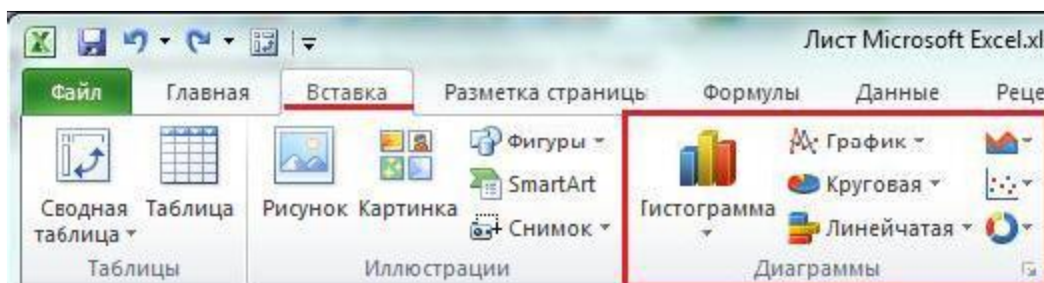 Лист Microsoft Excel.xl
Файл Главная Вставка Разметка страницы Формулы Данные Реце
Сводная таблица
Таблица
Рисунок
Картинка
Фигуры
SmartArt
Снимок
Гистограмма
График
Круговая
Линейчатая
Таблицы Иллюстрации Диаграммы